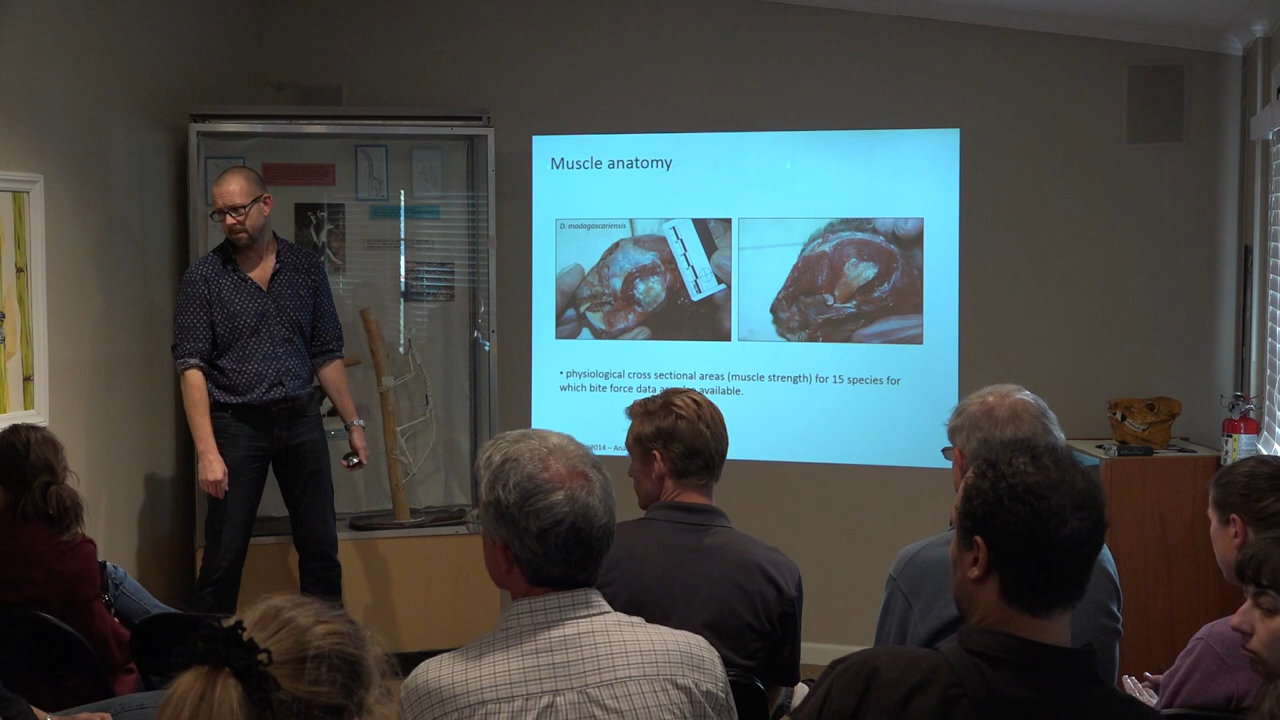 Muscle anatomy
D. madagascariensis
• physiological cross sectional areas (muscle strength) for 15 species for
which bite force data available.
2014 – Ana